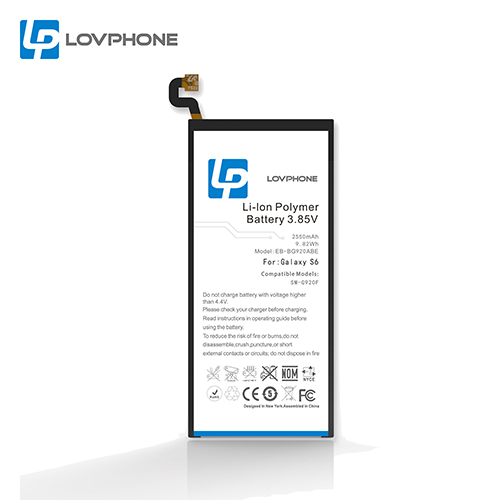 LP LOVPHONE
LP LOVPHONE
Li-Ion Polymer
Battery 3.85V
2550mAh
9.82Wh
Model: EB-BG920ABE
For:Galaxy S6
Compatible Models:
SM-G920F
Do not charge battery with voltage higher
than 4.4V.
Please check your charger before charging.
Read and follow instructions in operating guide before
using the battery.
To reduce the risk of fire or burns,do not
disassemble,crush,puncture,or short
external contacts or circuits; do not dispose in fire
NOM
NYCE
FC CE
Designed in New York.Assembled in China